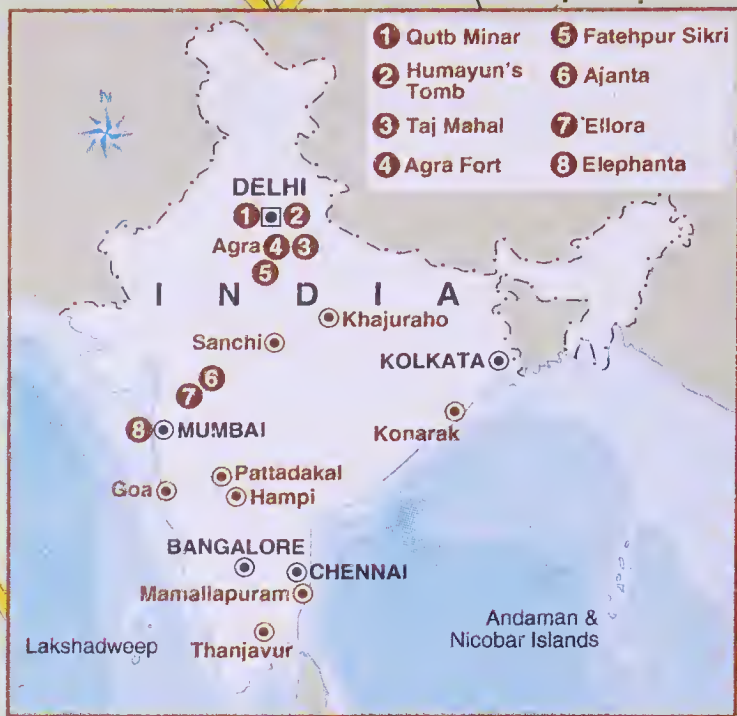 1 Qutb Minar
2 Humayun's
Tomb
3 Taj Mahal
4 Agra Fort
5 Fatehpur Sikri
6 Ajanta
7 Ellora
8 Elephanta
N
DELHI
1 2
Agra 4 3
5
INDIA
Khajuraho
Sanchi
KOLKATA
6
7
8 MUMBAI
Konarak
Pattadakal
Goa
Hampi
BANGALORE
CHENNAI
Mamallapuram
Andaman &
Nicobar Islands
Lakshadweep
Thanjavur